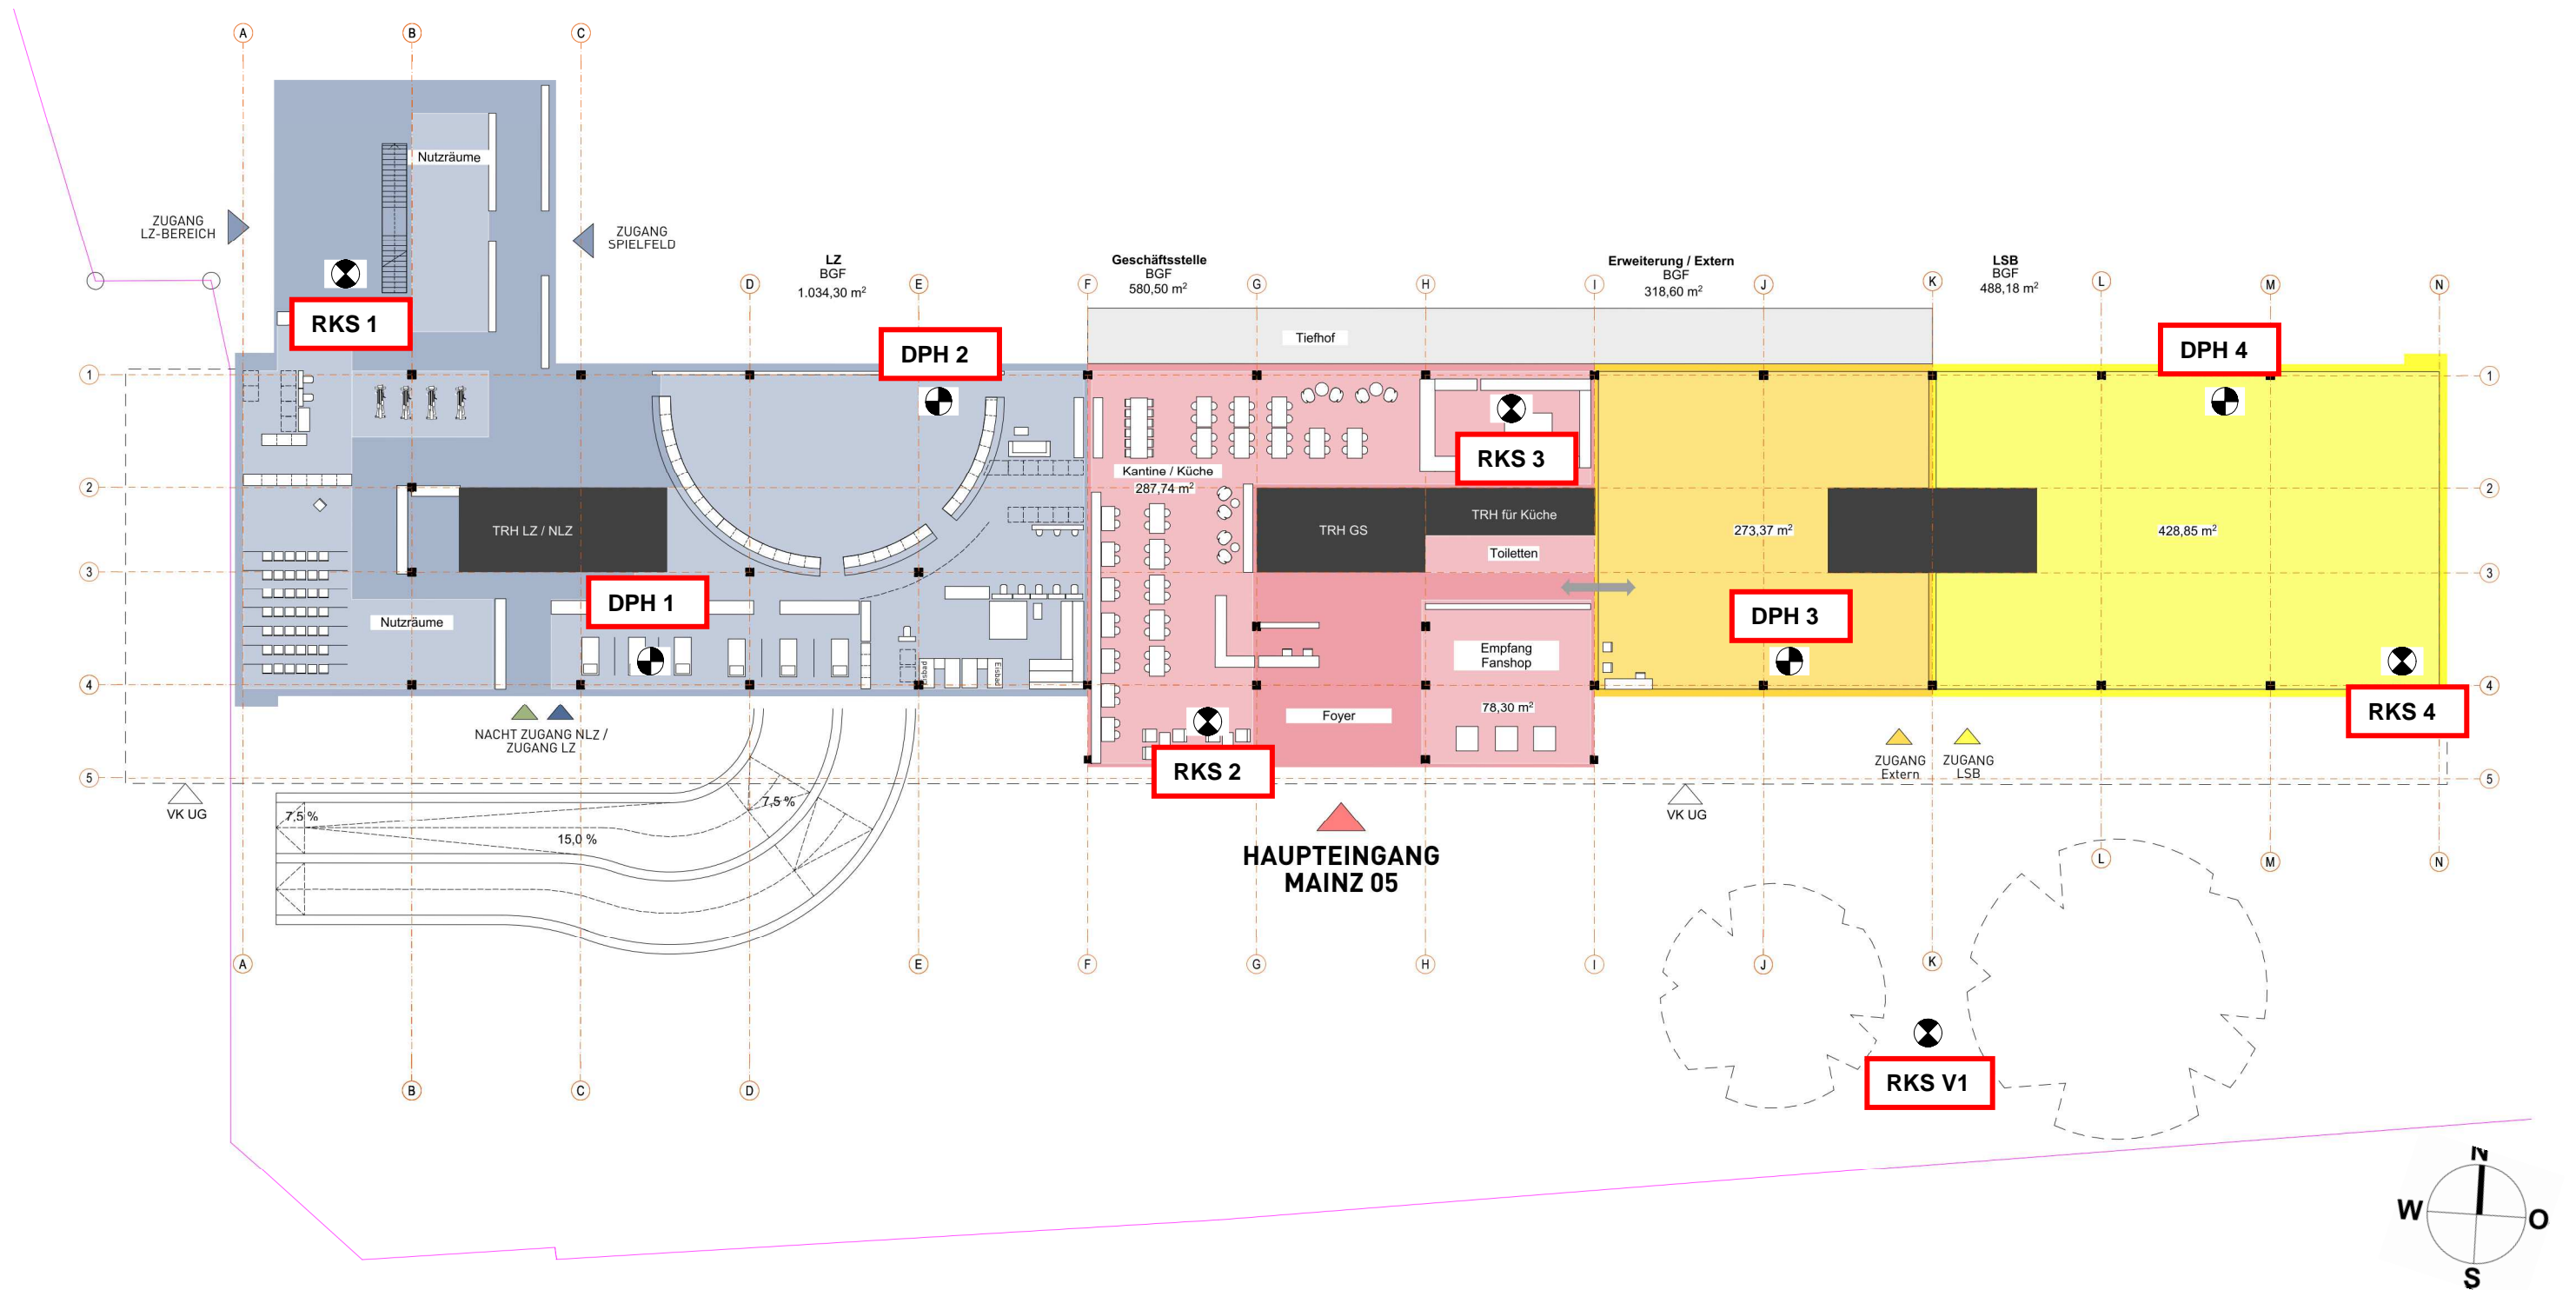 A
B
C
Nutzräume
ZUGANG
LZ-BEREICH
ZUGANG
SPIELFELD
LZ
BGF
1.034,30 m²
Geschäftsstelle
BGF
580,50 m²
Erweiterung / Extern
BGF
318,60 m²
LSB
BGF
488,18 m²
D
E
F
G
H
I
J
K
L
M
N
RKS 1
DPH 2
Tiefhof
DPH 4
1
1
RKS 3
Kantine / Küche
287,74 m²
2
2
TRH LZ / NLZ
TRH GS
TRH für Küche
273,37 m²
428,85 m²
Toiletten
3
3
DPH 1
DPH 3
Nutzräume
Empfang
Fanshop
Eisbad
Eisbad
4
4
RKS 4
78,30 m²
Foyer
NACHT ZUGANG NLZ /
ZUGANG LZ
ZUGANG
Extern
ZUGANG
LSB
RKS 2
5
5
VK UG
VK UG
7,5 %
7,5 %
15,0 %
HAUPTEINGANG
MAINZ 05
L
M
N
A
E
F
G
H
I
J
K
RKS V1
B
C
D
N
W
O
S